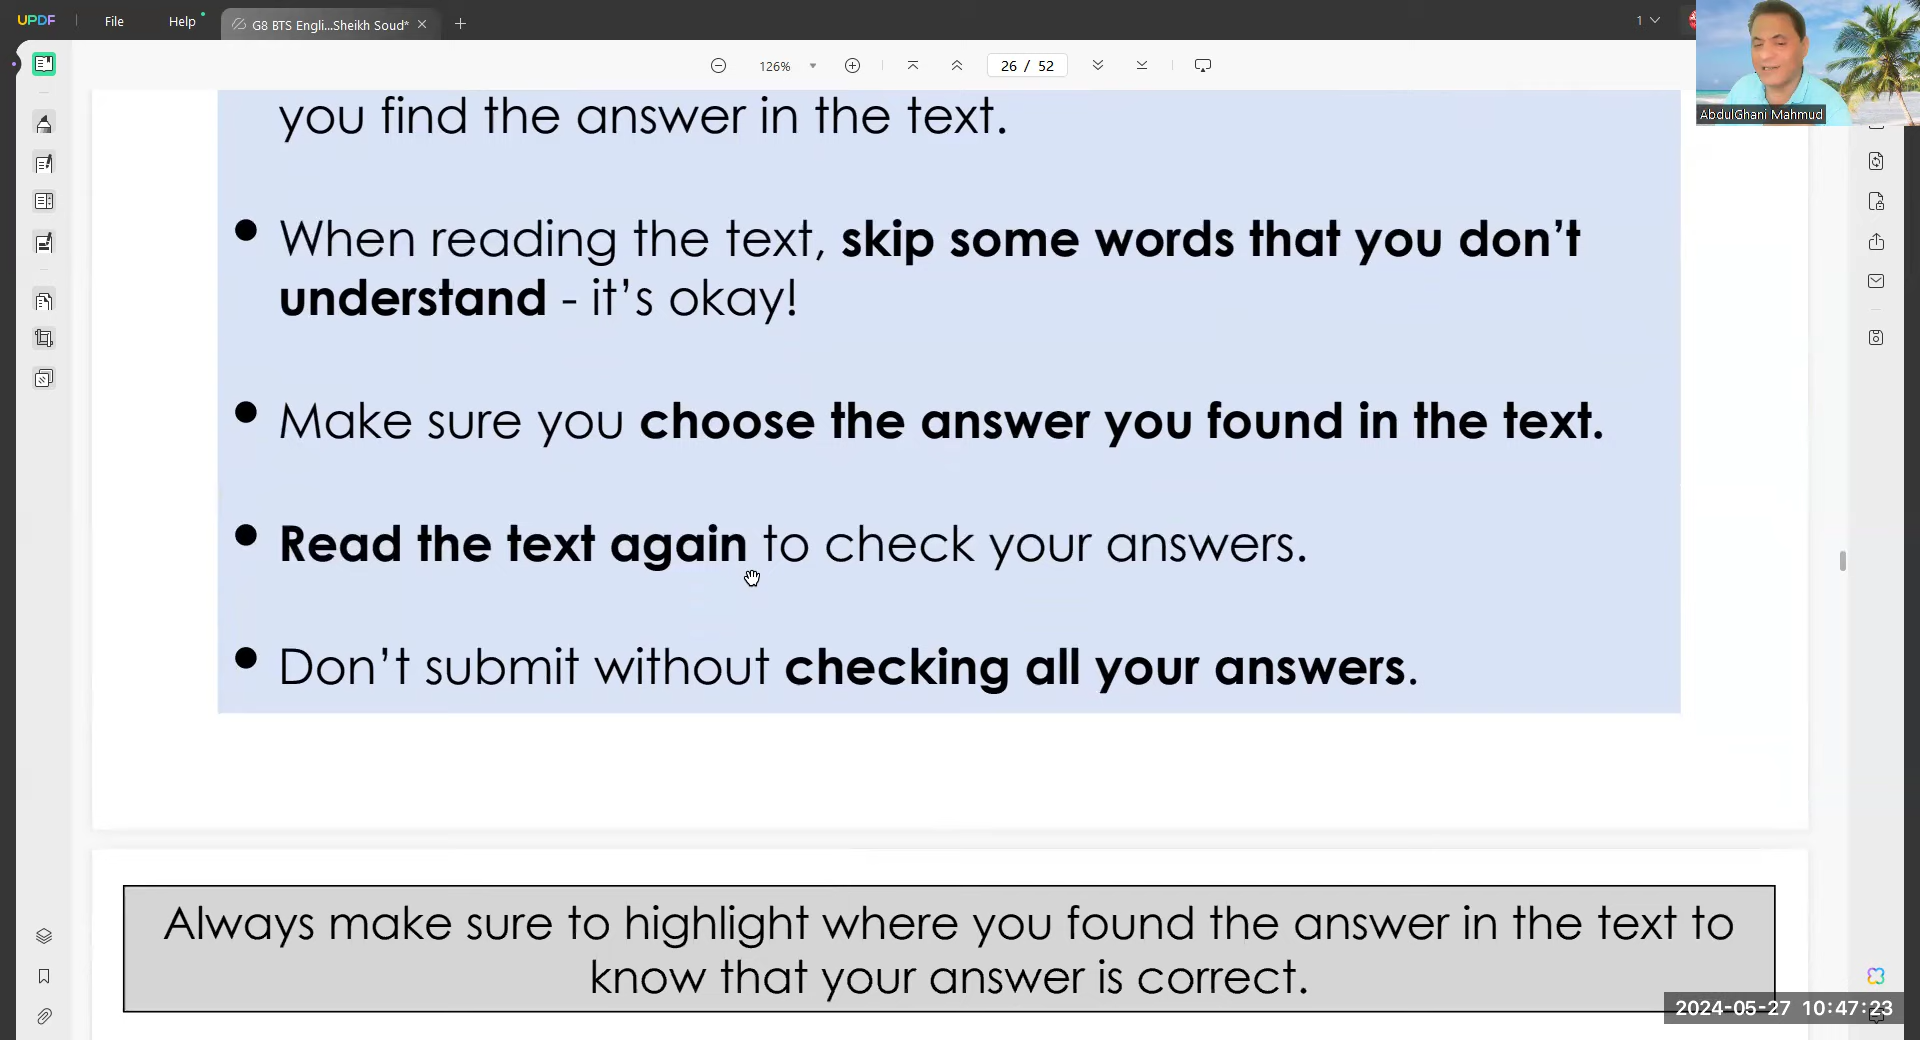 UPDF
File
Help
G8 BTS Engli...Sheikh Soud*
1
126%
26 / 52
AbdulGhani Mahmud
you find the answer in the text.
When reading the text, skip some words that you don't
understand - it's okay!
Make sure you choose the answer you found in the text.
Read the text again to check your answers.
Don't submit without checking all your answers.
Always make sure to highlight where you found the answer in the text to
know that your answer is correct.
2024-05-27 10:47:23